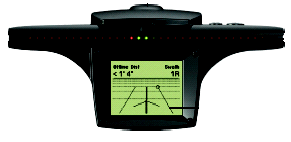 Offline Dist Swath
< 1' 4" 1R